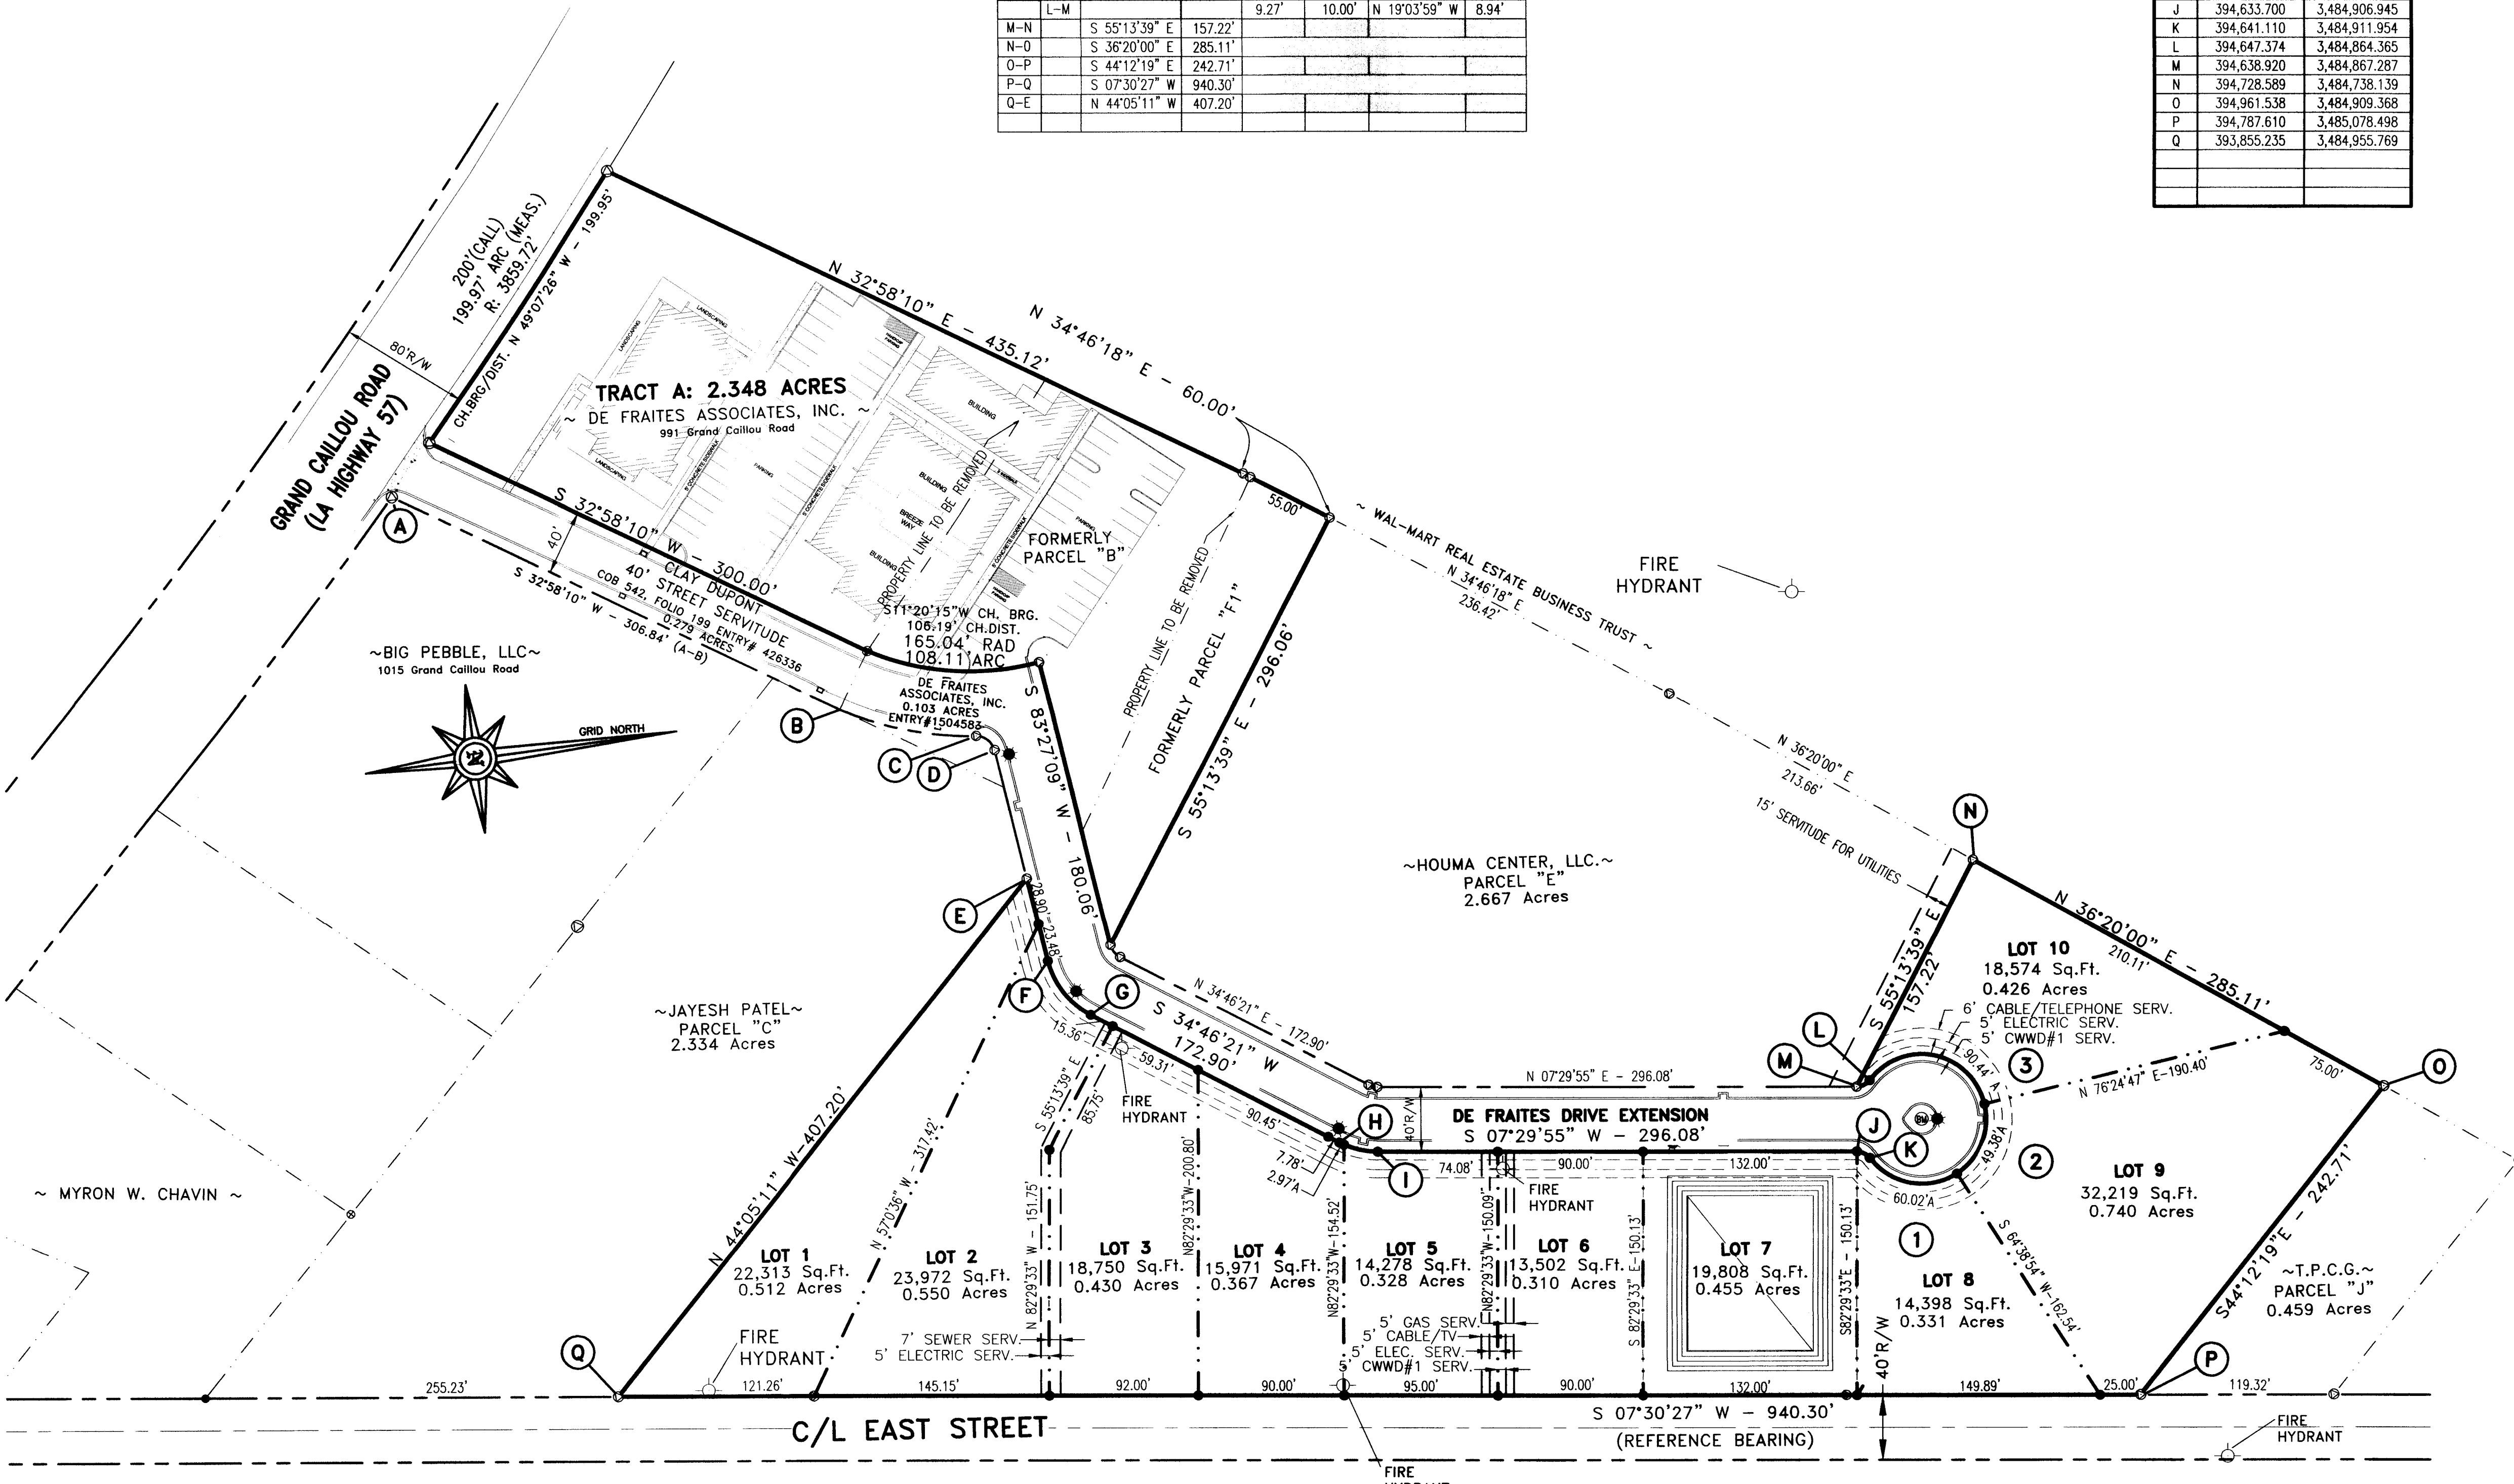 L-M 9.27' 10.00' N 19°03'59" W 8.94'
M-N S 55°13'39" E 157.22'
N-O S 36°20'00" E 285.11'
O-P S 44°12'19" E 242.71'
P-Q S 07°30'27" W 940.30'
Q-E N 44°05'11" W 407.20'
J 394,633.700 3,484,906.945
K 394,641.110 3,484,911.954
L 394,647.374 3,484,864.365
M 394,638.920 3,484,867.287
N 394,728.589 3,484,738.139
O 394,961.538 3,484,909.368
P 394,787.610 3,485,078.498
Q 393,855.235 3,484,955.769
200'(CALL)
199.97' ARC (MEAS.)
R: 3859.72'
CH.BRG/DIST. N 49°07'26" W - 199.95'
80'R/W
GRAND CAILLOU ROAD
(LA HIGHWAY 57)
N 32°58'10" E - 435.12'
N 34°46'18" E - 60.00'
LANDSCAPING
LANDSCAPING
LANDSCAPING
LANDSCAPING
HANDICAP
PARKING
TRACT A: 2.348 ACRES
~ DE FRAITES ASSOCIATES, INC. ~
991 Grand Caillou Road
5' CONCRETE SIDEWALK
PARKING
5' CONCRETE SIDEWALK
BUILDING
BUILDING
BREEZE
WAY
BUILDING
5' SIDEWALK
5' CONCRETE SIDEWALK
PARKING
PROPERTY LINE TO BE REMOVED
FORMERLY
PARCEL "B"
55.00'
A
40'
S 32°58'10" W - 300.00'
CLAY DUPONT
40' STREET SERVITUDE
COB 542, FOLIO 199 ENTRY# 426336
0.279 ACRES
S 32°58'10" W - 306.84' (A-B)
S11°20'15"W CH. BRG.
106.19' CH.DIST.
165.04' RAD
108.11'ARC
PROPERTY LINE TO BE REMOVED
FORMERLY PARCEL "F1"
S 55°13'39" E - 296.06'
~ WAL-MART REAL ESTATE BUSINESS TRUST ~
N 34°46'18" E
236.42'
FIRE
HYDRANT
~BIG PEBBLE, LLC~
1015 Grand Caillou Road
GRID NORTH
B
DE FRAITES
ASSOCIATES, INC.
0.103 ACRES
ENTRY#1504583
C
D
S 83°27'09" W - 180.06'
N 36°20'00" E
213.66'
15' SERVITUDE FOR UTILITIES
N
E
28.90'
23.48'
~HOUMA CENTER, LLC.~
PARCEL "E"
2.667 Acres
S 55°13'39" E
157.22'
N 36°20'00" E - 285.11'
210.11'
LOT 10
18,574 Sq.Ft.
0.426 Acres
6' CABLE/TELEPHONE SERV.
5' ELECTRIC SERV.
5' CWWD#1 SERV.
F
G
~JAYESH PATEL~
PARCEL "C"
2.334 Acres
15.36'
59.31'
S 34°46'21" W
172.90'
N 34°46'21" E - 172.90'
L
M
90.44' A
3
N 76°24'47" E-190.40'
75.00'
O
N 07°29'55" E - 296.08'
40'R/W
DE FRAITES DRIVE EXTENSION
S 07°29'55" W - 296.08'
BM
S 55°13'39" E
85.75'
FIRE
HYDRANT
90.45'
H
J
K
7.78'
2.97'A
I
74.08'
90.00'
132.00'
49.38'A
2
60.02'A
FIRE
HYDRANT
~ MYRON W. CHAVIN ~
N 44°05'11" W-407.20'
N 57°0'36" W - 317.42'
N 82°29'33" W - 151.75'
N82°29'33"W-200.80'
N82°29'33"W-154.52'
N82°29'33"W-150.09'
S 82°29'33" E-150.13'
S82°29'33"E - 150.13'
S 64°38'54" W-162.54'
S44°12'19"E - 242.71'
LOT 9
32,219 Sq.Ft.
0.740 Acres
LOT 1
22,313 Sq.Ft.
0.512 Acres
LOT 2
23,972 Sq.Ft.
0.550 Acres
LOT 3
18,750 Sq.Ft.
0.430 Acres
LOT 4
15,971 Sq.Ft.
0.367 Acres
LOT 5
14,278 Sq.Ft.
0.328 Acres
LOT 6
13,502 Sq.Ft.
0.310 Acres
LOT 7
19,808 Sq.Ft.
0.455 Acres
1
LOT 8
14,398 Sq.Ft.
0.331 Acres
~T.P.C.G.~
PARCEL "J"
0.459 Acres
FIRE
HYDRANT
7' SEWER SERV.
5' ELECTRIC SERV.
5' GAS SERV.
5' CABLE/TV
5' ELEC. SERV.
5' CWWD#1 SERV.
40'R/W
Q
P
255.23'
121.26'
145.15'
92.00'
90.00'
95.00'
90.00'
132.00'
149.89'
25.00'
119.32'
C/L EAST STREET
S 07°30'27" W - 940.30'
(REFERENCE BEARING)
FIRE
HYDRANT
FIRE